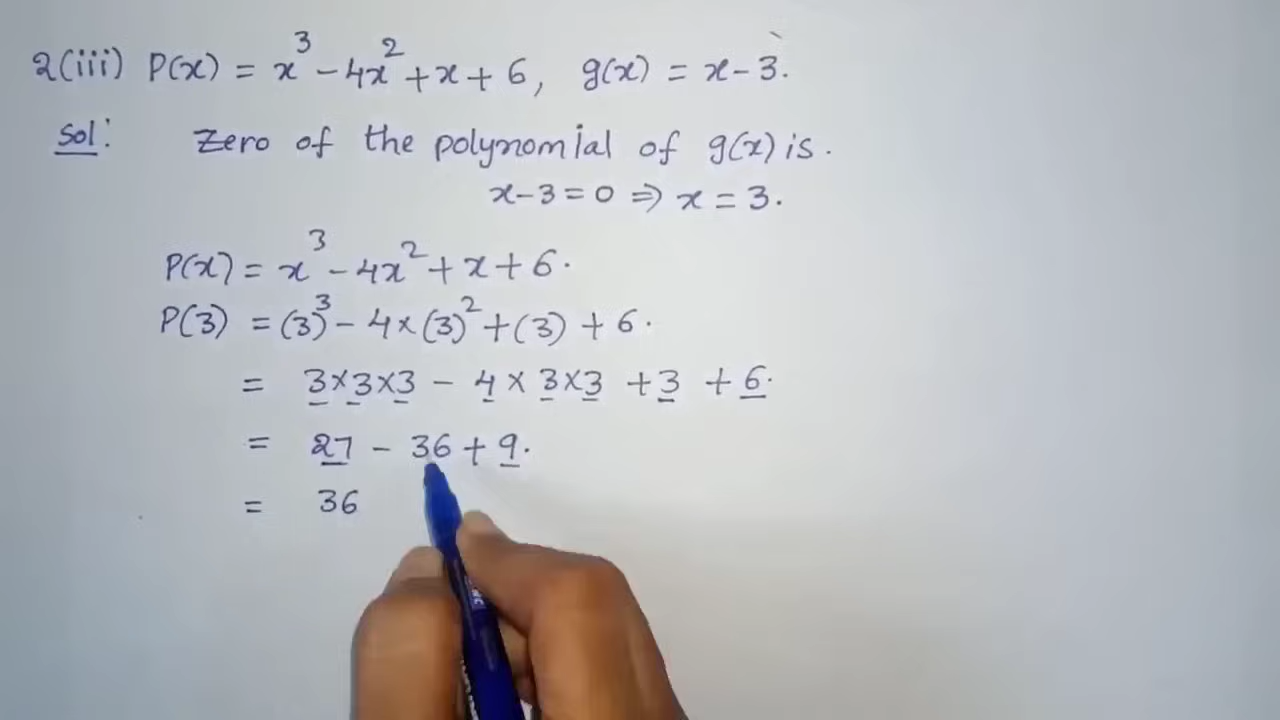 2(iii) P(x) = x³ - 4x² + x + 6, g(x) = x - 3.
Sol: Zero of the polynomial of g(x) is.
x - 3 = 0 ⇒ x = 3.
P(x) = x³ - 4x² + x + 6.
P(3) = (3)³ - 4 × (3)² + (3) + 6.
= 3 × 3 × 3 - 4 × 3 × 3 + 3 + 6.
= 27 - 36 + 9.
= 36